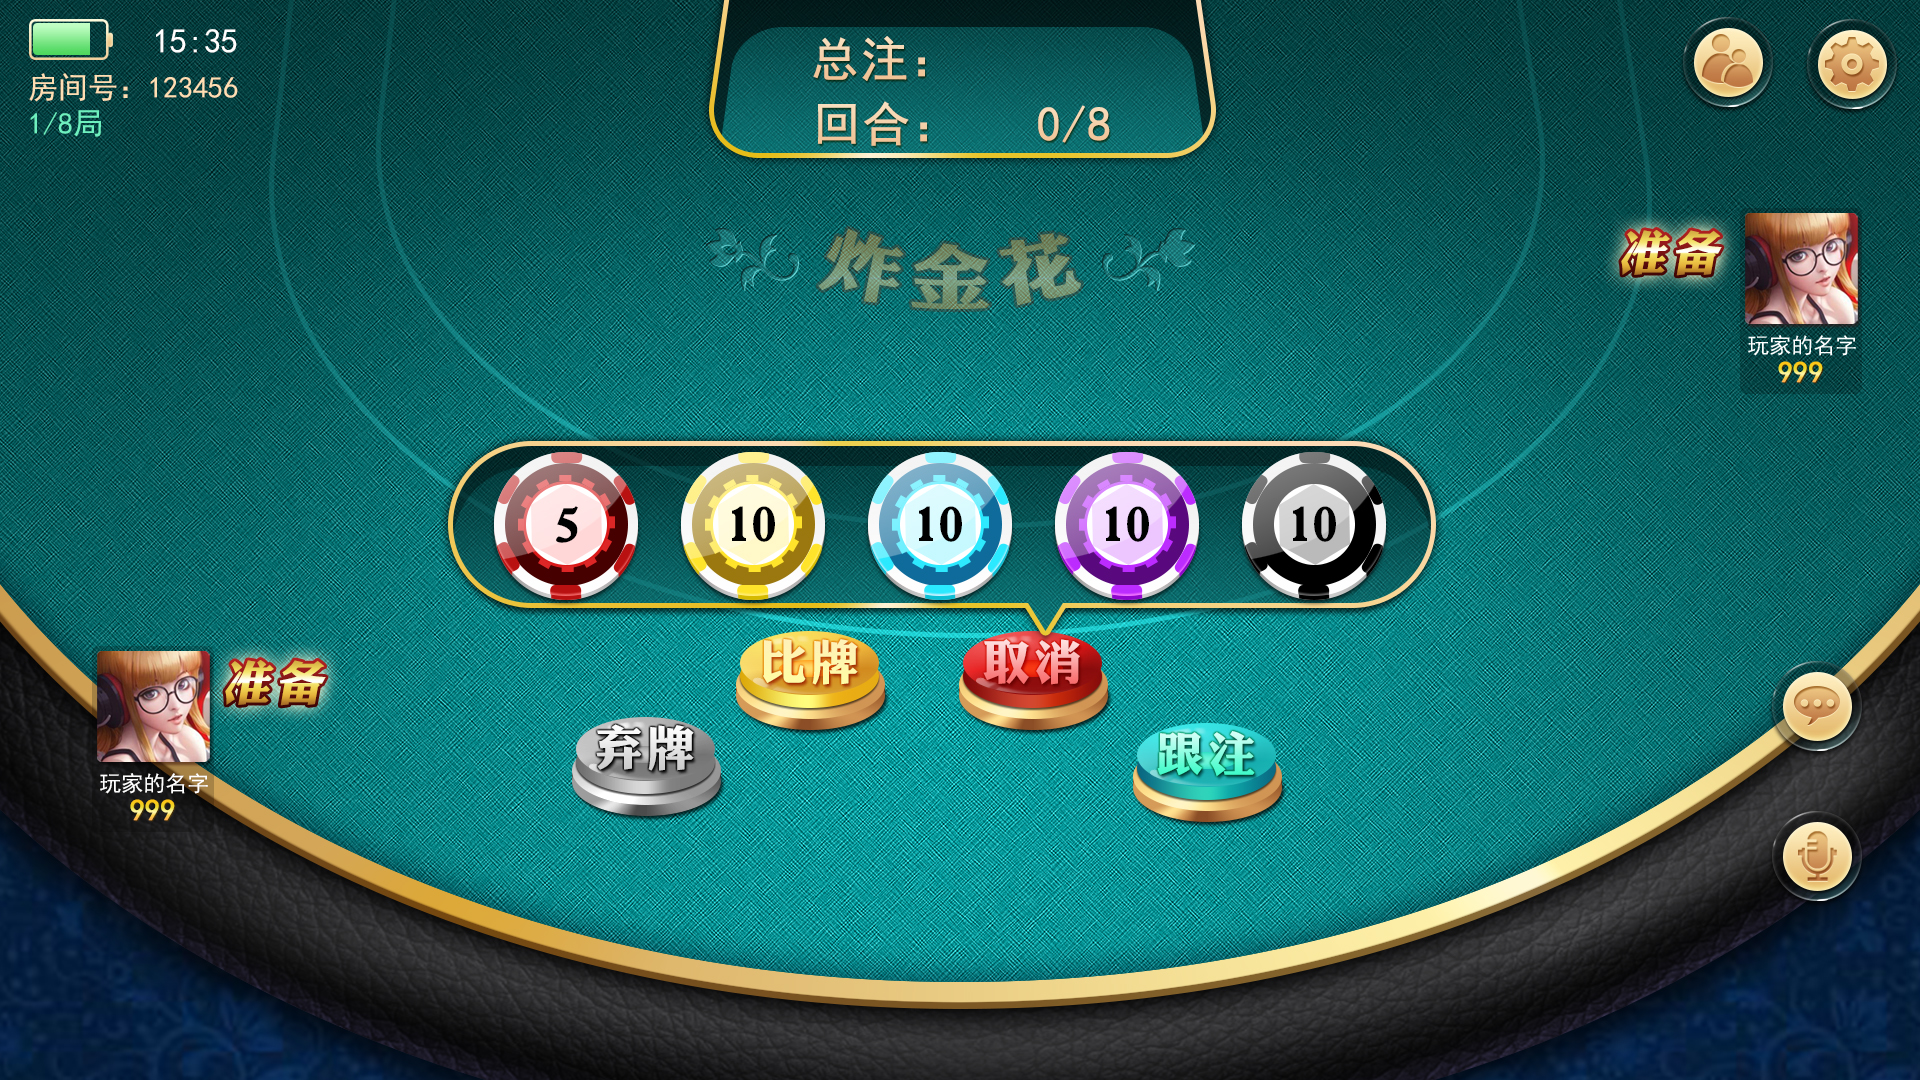 15:35
房间号：123456
1/8局
总注：
回合： 0/8
炸金花
准备
玩家的名字
999
5 10 10 10 10
比牌 取消
弃牌 跟注
准备
玩家的名字
999